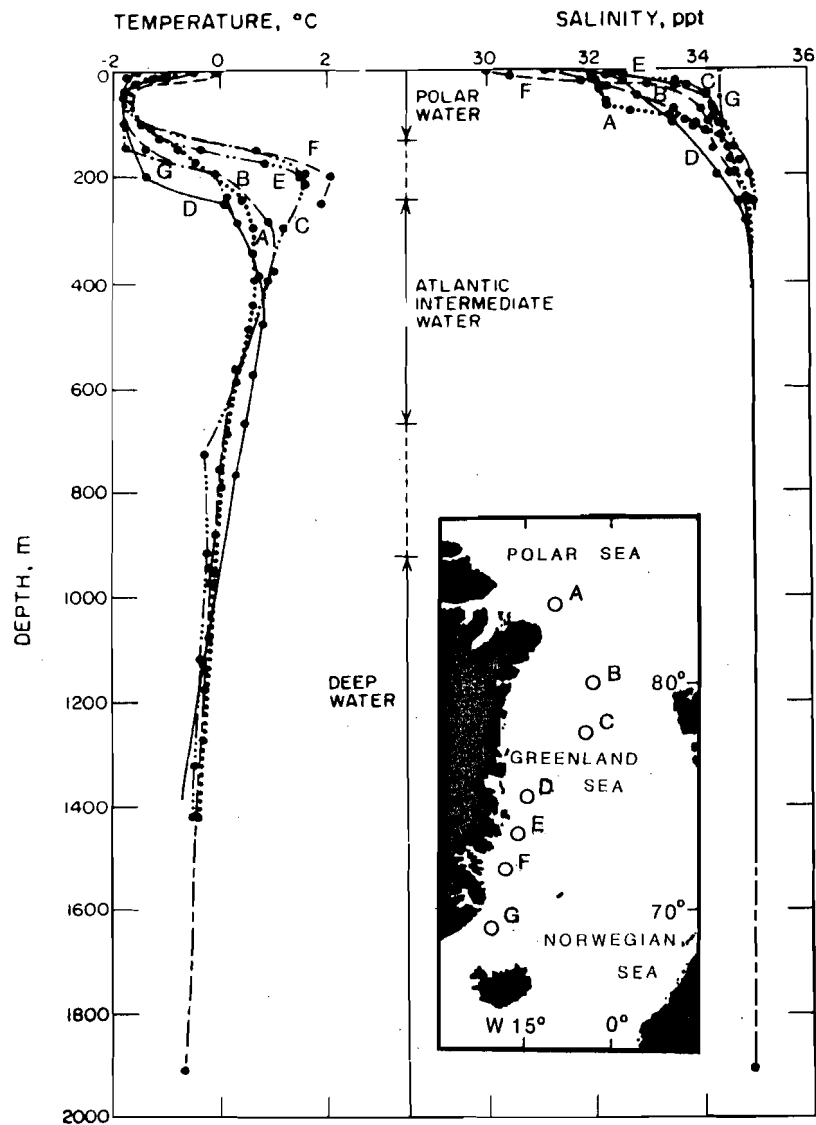 TEMPERATURE, °C
SALINITY, ppt
-2
0
2
30
32
34
36
0
200
400
600
800
1000
1200
1400
1600
1800
2000
DEPTH, m
POLAR
WATER
ATLANTIC
INTERMEDIATE
WATER
DEEP
WATER
F
E
G
B
D
C
A
E
C
F
B
G
A
D
POLAR SEA
A
B
80°
C
GREENLAND
SEA
D
E
F
G
70°
NORWEGIAN
SEA
W 15°
0°